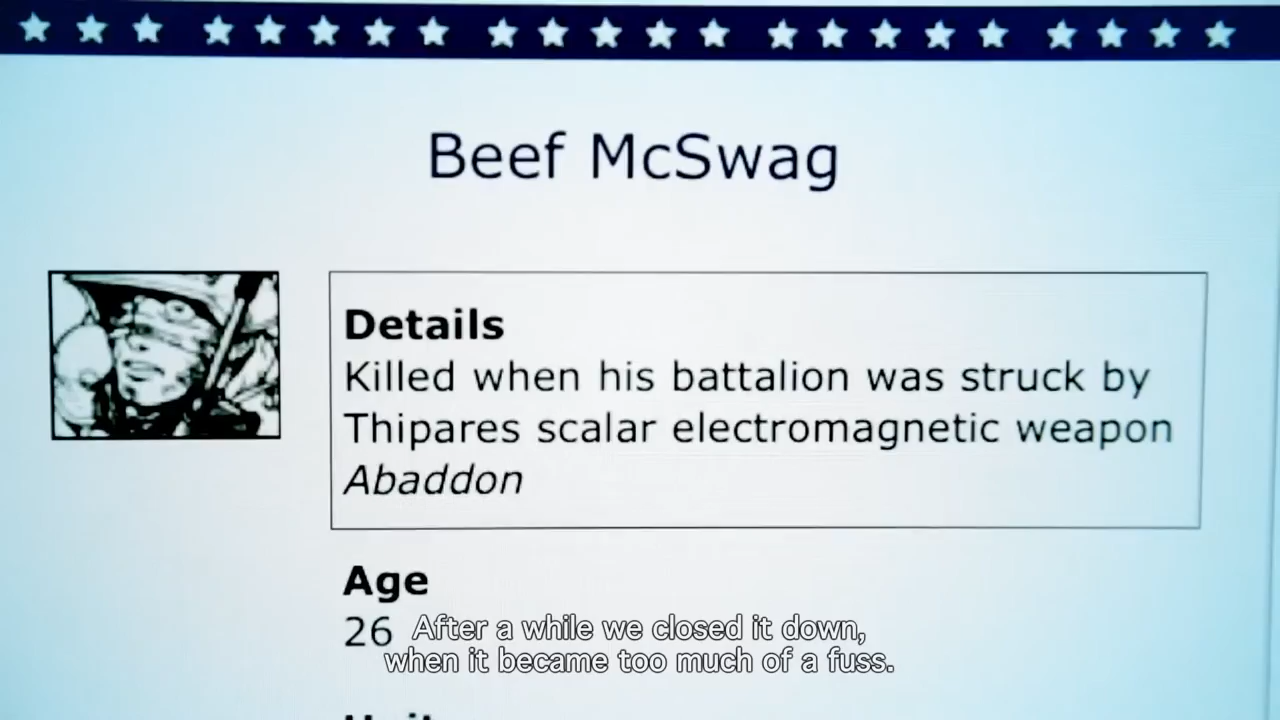 Beef McSwag
Details
Killed when his battalion was struck by
Thipares scalar electromagnetic weapon
Abaddon
Age
26
After a while we closed it down,
when it became too much of a fuss.
Unit